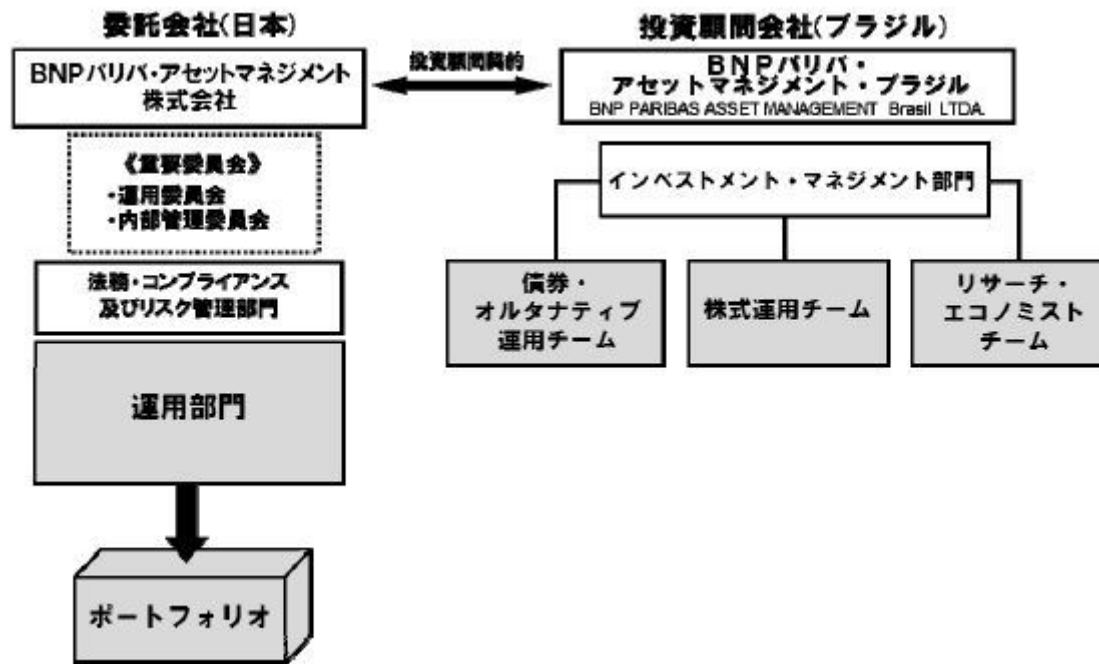 委託会社(日本)
BNPパリバ・アセットマネジメント
株式会社
《重要委員会》
・運用委員会
・内部管理委員会
法務・コンプライアンス
及びリスク管理部門
運用部門
ポートフォリオ
投資顧問契約
投資顧問会社(ブラジル)
BNPパリバ・
アセットマネジメント・ブラジル
BNP PARIBAS ASSET MANAGEMENT Brasil LTDA.
インベストメント・マネジメント部門
債券・
オルタナティブ
運用チーム
株式運用チーム
リサーチ・
エコノミスト
チーム